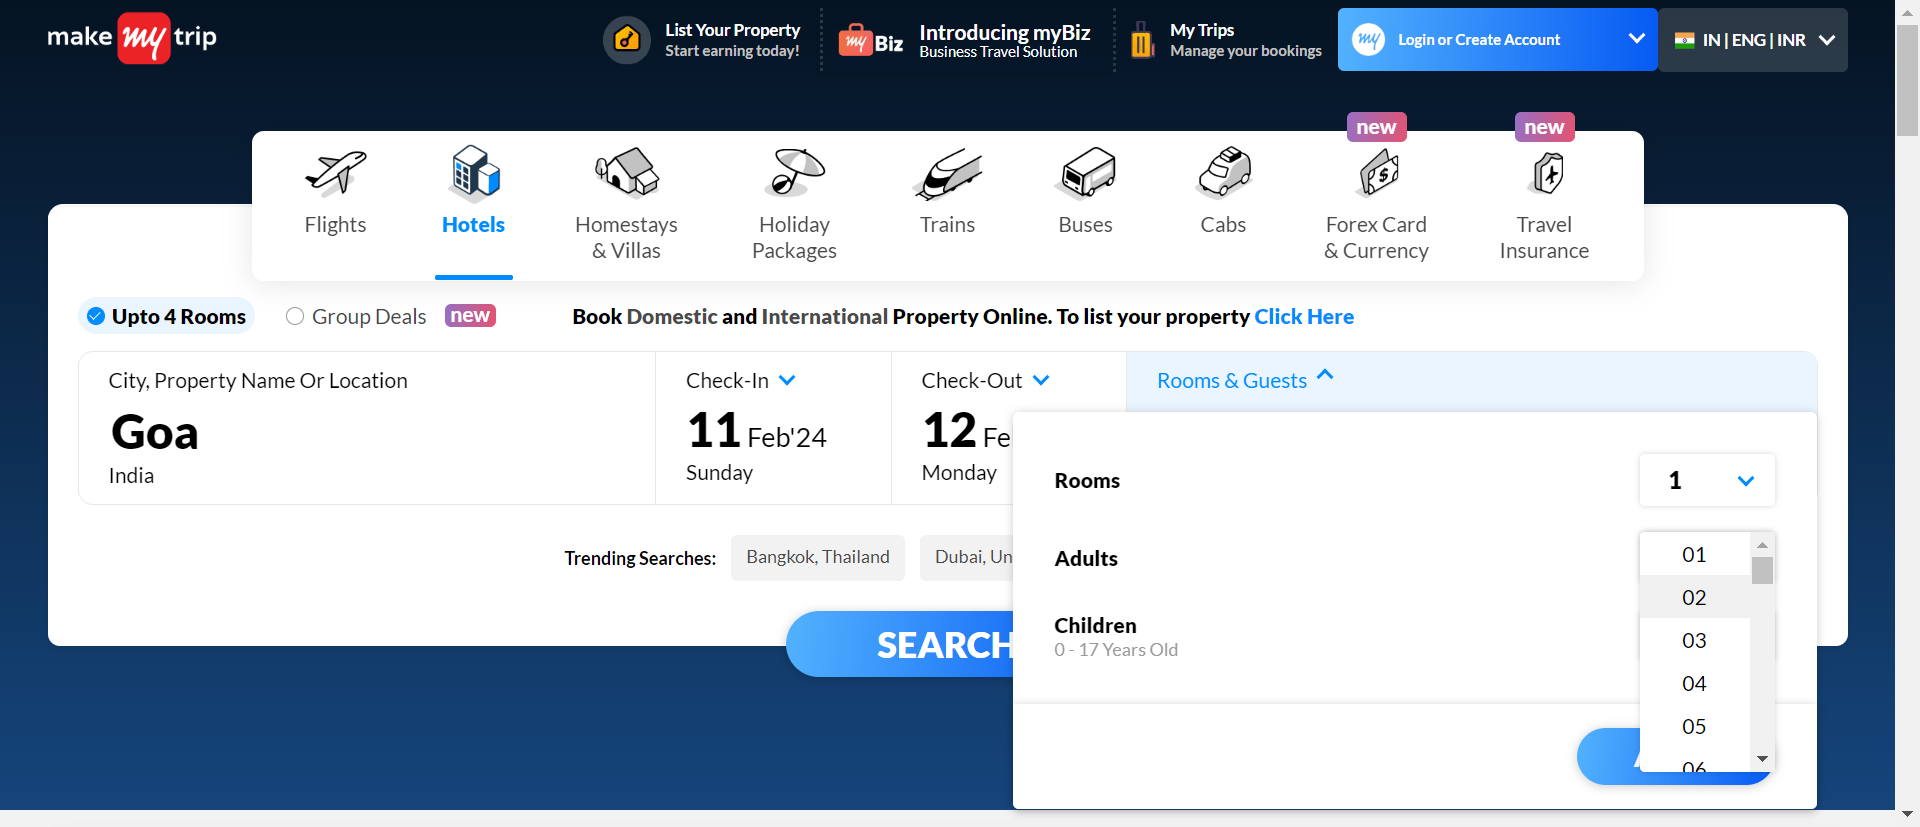 make my trip
List Your Property
Start earning today!
my Biz
Introducing myBiz
Business Travel Solution
My Trips
Manage your bookings
my Login or Create Account
IN | ENG | INR
new
new
Flights
Hotels
Homestays
& Villas
Holiday
Packages
Trains
Buses
Cabs
Forex Card
& Currency
Travel
Insurance
Upto 4 Rooms
Group Deals
new
Book Domestic and International Property Online. To list your property Click Here
City, Property Name Or Location
Goa
India
Check-In
11 Feb'24
Sunday
Check-Out
12 Fe
Monday
Rooms & Guests
Rooms
1
Adults
01
02
03
04
05
06
Children
0 - 17 Years Old
Trending Searches:
Bangkok, Thailand
Dubai, Un
SEARCH